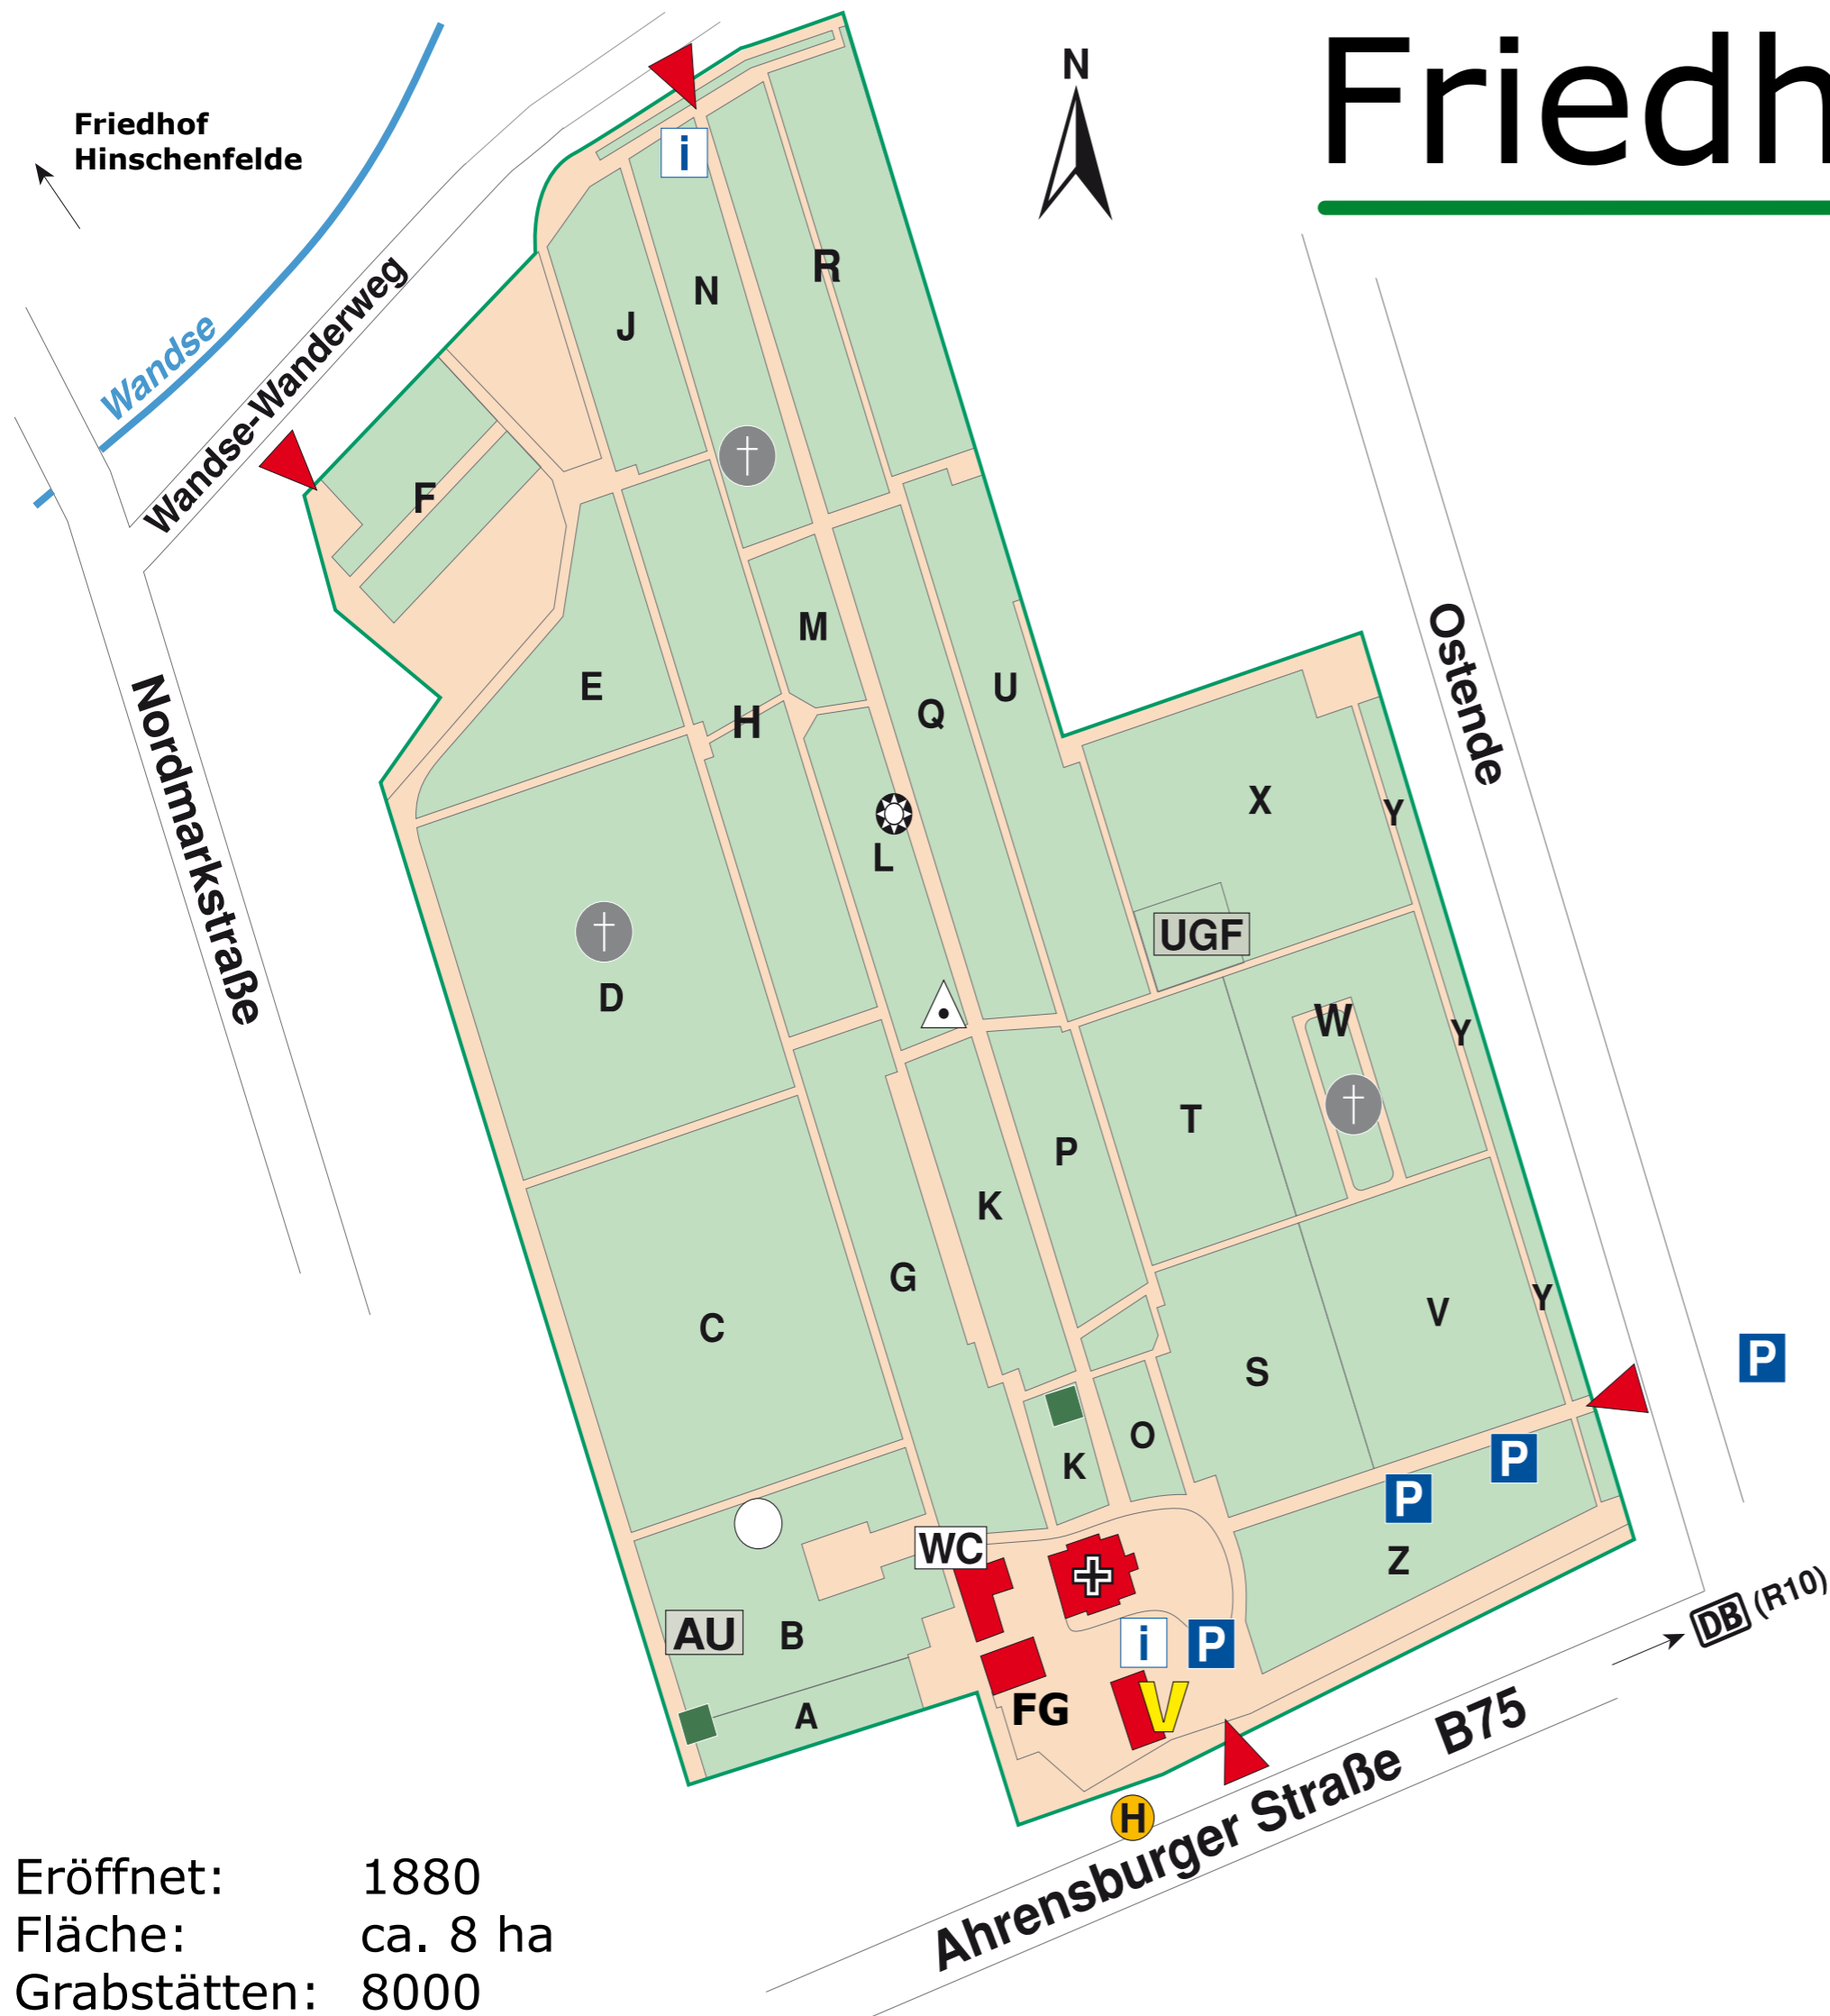 Friedh
N
Friedhof
Hinschenfelde
i
R
N
J
Wandse
Wandse-Wanderweg
F
Ostende
M
E
U
Q
H
Nordmarkstraße
X
Y
L
UGF
D
W
Y
T
P
K
G
Y
V
C
P
S
O
P
K
P
WC
Z
DB (R10)
AU
B
i
P
FG
V
A
B75
H
Ahrensburger Straße
Eröffnet: 1880
Fläche: ca. 8 ha
Grabstätten: 8000